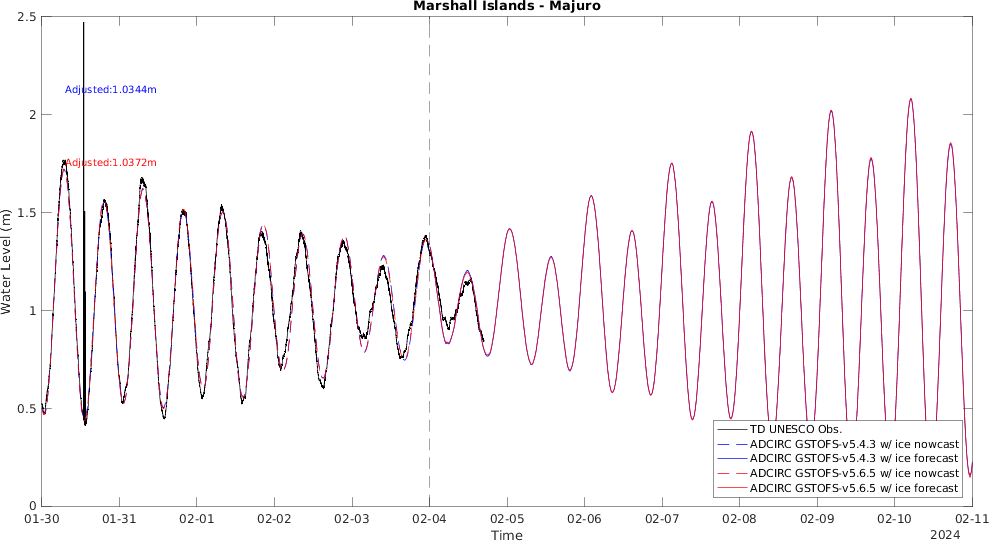 Marshall Islands - Majuro
2.5
Adjusted:1.0344m
2
Adjusted:1.0372m
1.5
Water Level (m)
1
0.5
TD UNESCO Obs.
ADCIRC GSTOFS-v5.4.3 w/ ice nowcast
ADCIRC GSTOFS-v5.4.3 w/ ice forecast
ADCIRC GSTOFS-v5.6.5 w/ ice nowcast
ADCIRC GSTOFS-v5.6.5 w/ ice forecast
0
01-30 01-31 02-01 02-02 02-03 02-04 02-05 02-06 02-07 02-08 02-09 02-10 02-11
Time
2024